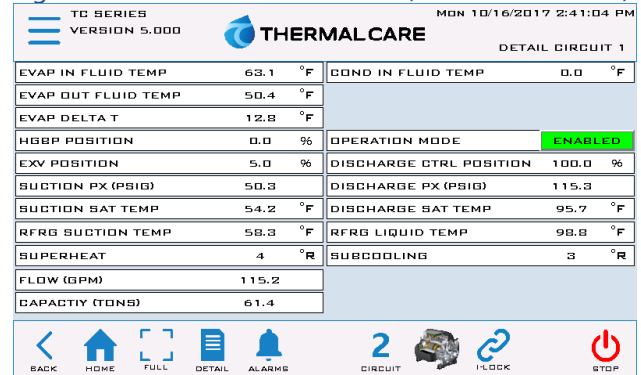 TC SERIES
VERSION 5.000
THERMALCARE
MON 10/16/2017 2:41:04 PM
DETAIL CIRCUIT 1
EVAP IN FLUID TEMP 63.1 °F COND IN FLUID TEMP 0.0 °F
EVAP OUT FLUID TEMP 50.4 °F
EVAP DELTA T 12.8 °F
HGBP POSITION 0.0 % OPERATION MODE ENABLED
EXV POSITION 5.0 % DISCHARGE CTRL POSITION 100.0 %
SUCTION PX (PSIG) 50.3 DISCHARGE PX (PSIG) 115.3
SUCTION SAT TEMP 54.2 °F DISCHARGE SAT TEMP 95.7 °F
RFRG SUCTION TEMP 58.3 °F RFRG LIQUID TEMP 98.8 °F
SUPERHEAT 4 °R SUBCOOLING 3 °R
FLOW (GPM) 115.2
CAPACTIY (TONS) 61.4
2
BACK HOME FULL DETAIL ALARMS CIRCUIT I-LOCK STOP